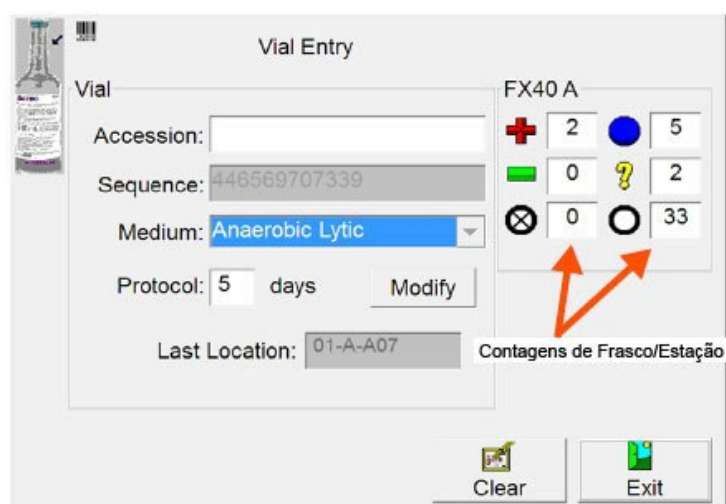 Vial Entry
Vial
Accession:
Sequence: 446569707339
Medium: Anaerobic Lytic
Protocol: 5 days Modify
Last Location: 01-A-A07
FX40 A
2 5
0 ? 2
0 33
Contagens de Frasco/Estação
Clear Exit